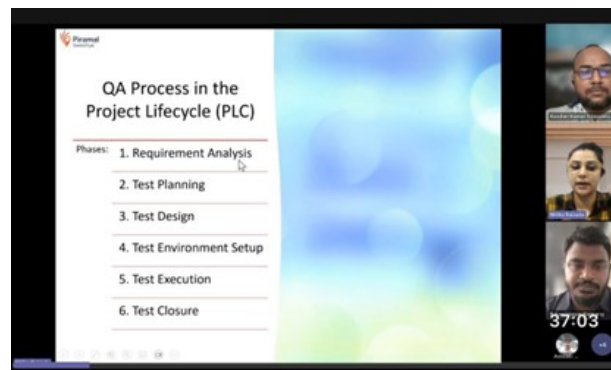 Piramal
QA Process in the
Project Lifecycle (PLC)
Phases:
1. Requirement Analysis
2. Test Planning
3. Test Design
4. Test Environment Setup
5. Test Execution
6. Test Closure
37:03
+4